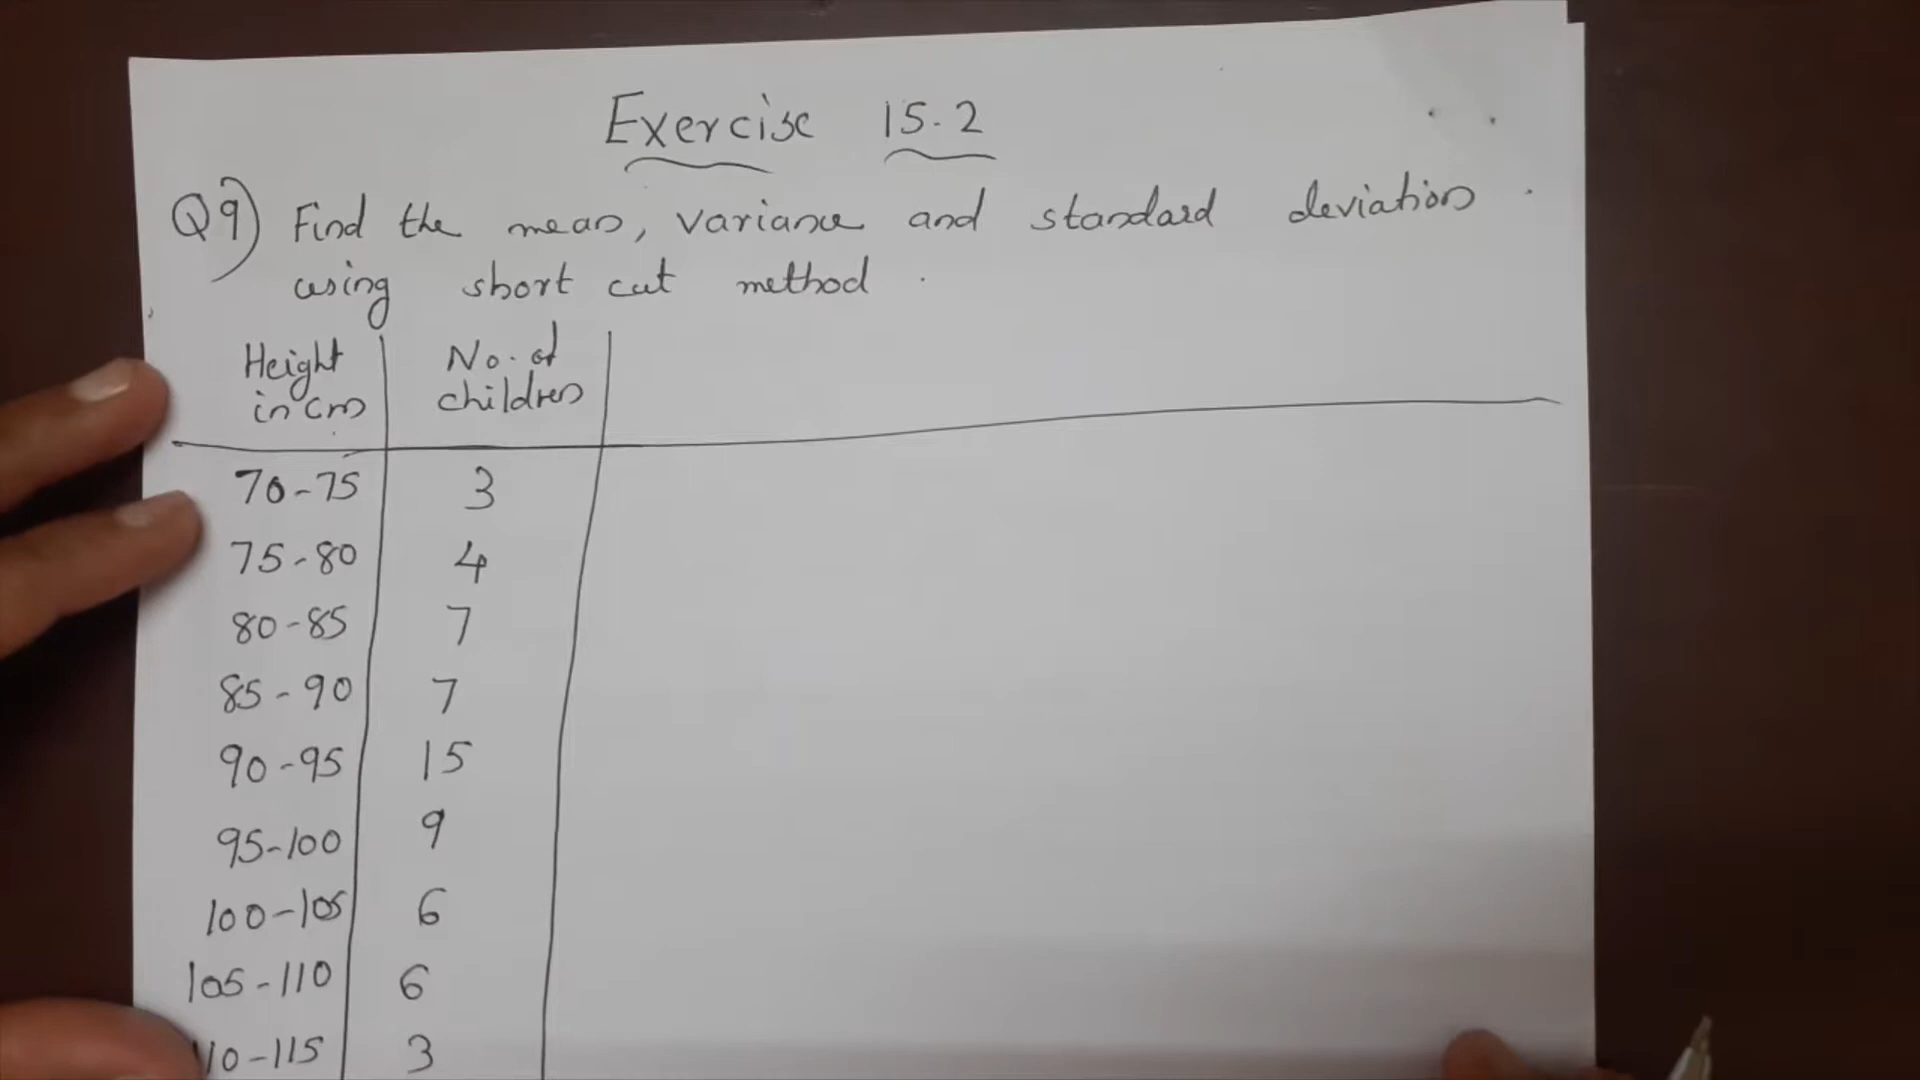 Exercise 15.2
Q9) Find the mean, variance and standard deviation
using short cut method.
Height in cm No. of children
70-75 3
75-80 4
80-85 7
85-90 7
90-95 15
95-100 9
100-105 6
105-110 6
110-115 3